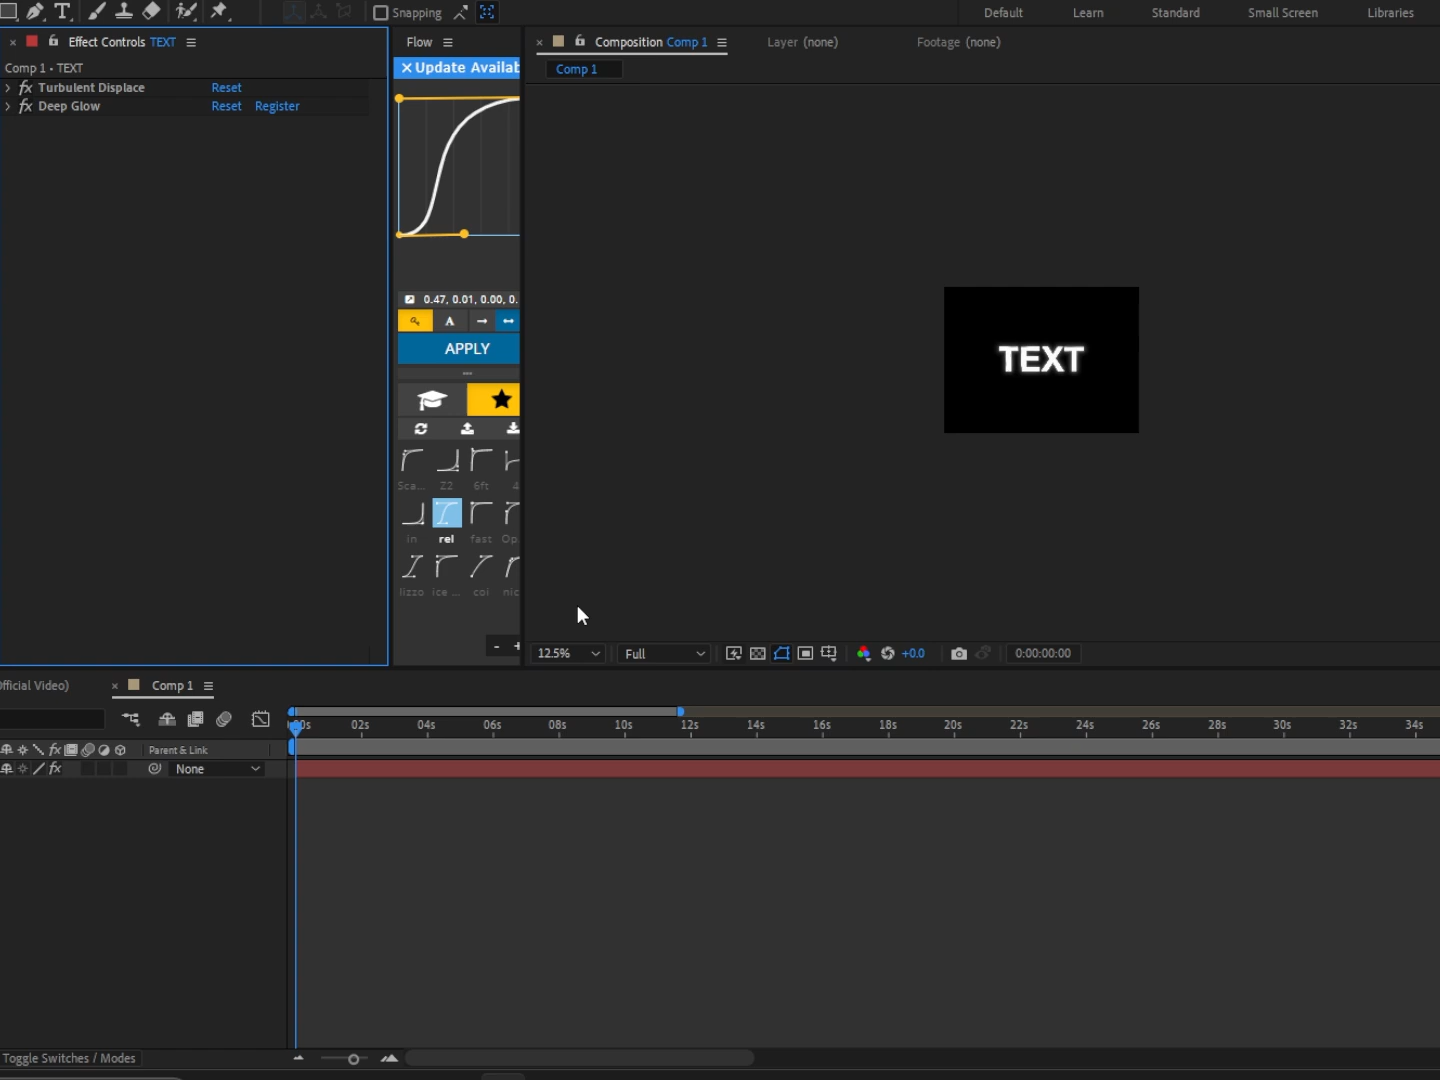 Snapping
Default
Learn
Standard
Small Screen
Libraries
× Effect Controls TEXT
Comp 1 • TEXT
fx Turbulent Displace Reset
fx Deep Glow Reset Register
Flow
×Update Availab
0.47, 0.01, 0.00, 0.
A
APPLY
Sca... Z2 6ft 4
in rel fast Op
lizzo ice ... coi nic
- +
× Composition Comp 1
Layer (none)
Footage (none)
Comp 1
TEXT
12.5%
Full
+0.0
0:00:00:00
fficial Video)
× Comp 1
00s 02s 04s 06s 08s 10s 12s 14s 16s 18s 20s 22s 24s 26s 28s 30s 32s 34s
fx Parent & Link
fx None
Toggle Switches / Modes